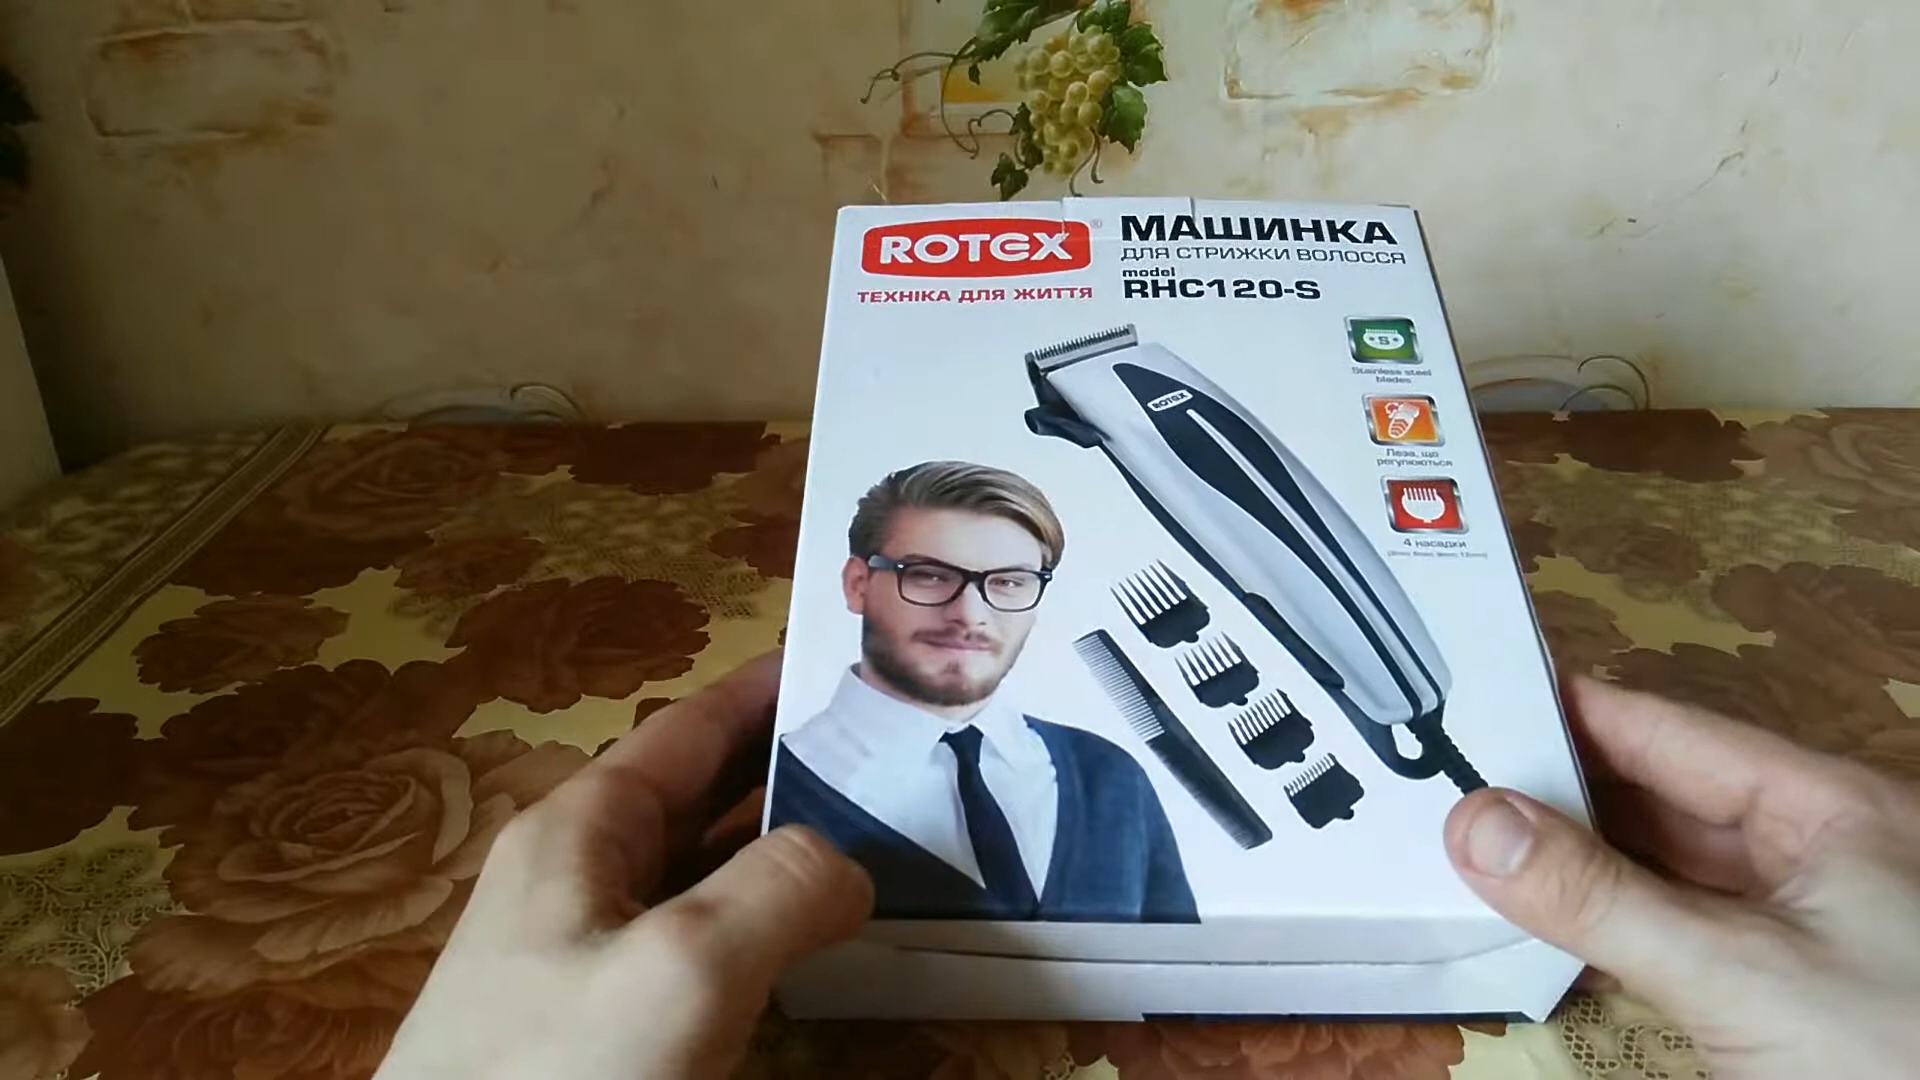 ROTEX ®
ТЕХНІКА ДЛЯ ЖИТТЯ
МАШИНКА
ДЛЯ СТРИЖКИ ВОЛОССЯ
model
RHC120-S
S
Stainless steel
blades
ROTEX
Леза, що
регулюються
4 насадки